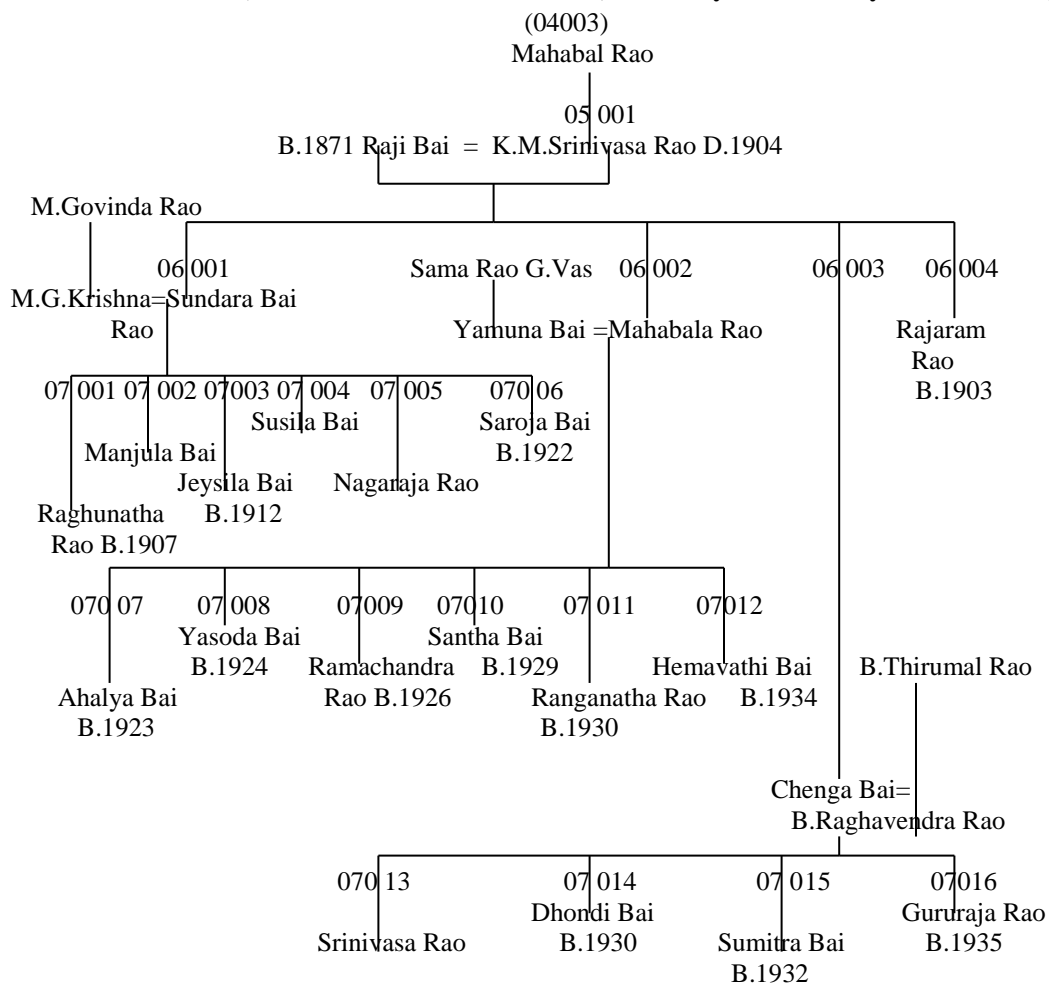 (04003)
Mahabal Rao
05 001
B.1871 Raji Bai = K.M.Srinivasa Rao D.1904
M.Govinda Rao
06 001 Sama Rao G.Vas 06 002 06 003 06 004
M.G.Krishna=Sundara Bai
Rao Yamuna Bai =Mahabala Rao Rajaram
Rao
07 001 07 002 07003 07 004 07 005 070 06 B.1903
Susila Bai Saroja Bai
Manjula Bai B.1922
Jeysila Bai Nagaraja Rao
Raghunatha B.1912
Rao B.1907
070 07 07 008 07009 07010 07 011 07012
Yasoda Bai Santha Bai
B.1924 Ramachandra B.1929 Hemavathi Bai B.Thirumal Rao
Ahalya Bai Rao B.1926 Ranganatha Rao B.1934
B.1923 B.1930
Chenga Bai=
B.Raghavendra Rao
070 13 07 014 07 015 07016
Dhondi Bai Gururaja Rao
Srinivasa Rao B.1930 Sumitra Bai B.1935
B.1932